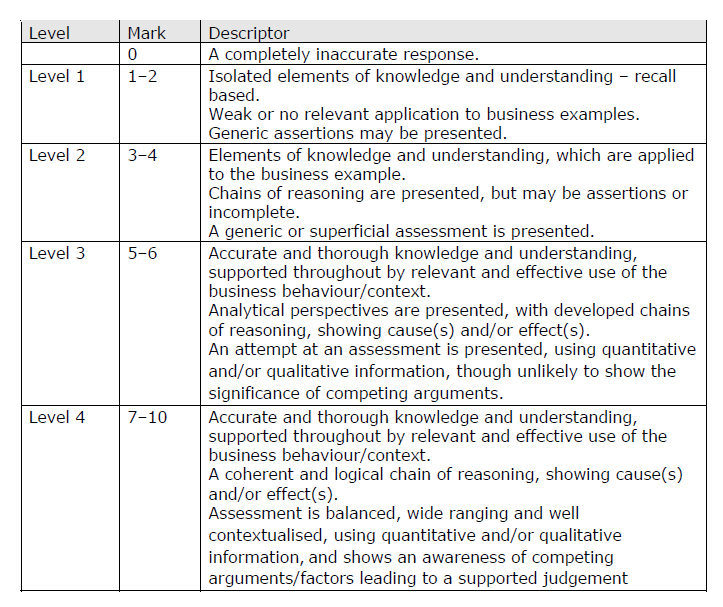 Level Mark Descriptor
0 A completely inaccurate response.
Level 1 1–2 Isolated elements of knowledge and understanding – recall
based.
Weak or no relevant application to business examples.
Generic assertions may be presented.
Level 2 3–4 Elements of knowledge and understanding, which are applied
to the business example.
Chains of reasoning are presented, but may be assertions or
incomplete.
A generic or superficial assessment is presented.
Level 3 5–6 Accurate and thorough knowledge and understanding,
supported throughout by relevant and effective use of the
business behaviour/context.
Analytical perspectives are presented, with developed chains
of reasoning, showing cause(s) and/or effect(s).
An attempt at an assessment is presented, using quantitative
and/or qualitative information, though unlikely to show the
significance of competing arguments.
Level 4 7–10 Accurate and thorough knowledge and understanding,
supported throughout by relevant and effective use of the
business behaviour/context.
A coherent and logical chain of reasoning, showing cause(s)
and/or effect(s).
Assessment is balanced, wide ranging and well
contextualised, using quantitative and/or qualitative
information, and shows an awareness of competing
arguments/factors leading to a supported judgement